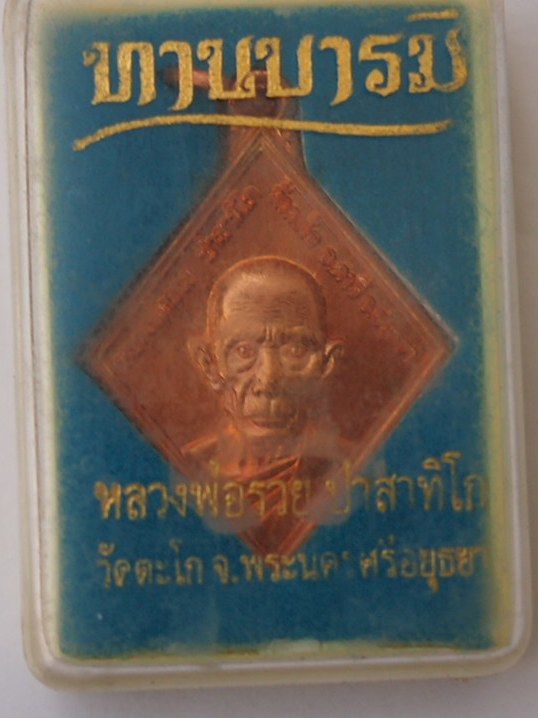 ทานบารมี
หลวงพ่อรวย ปาสาทิโก
วัดตะโก จ.พระนครศรีอยุธยา